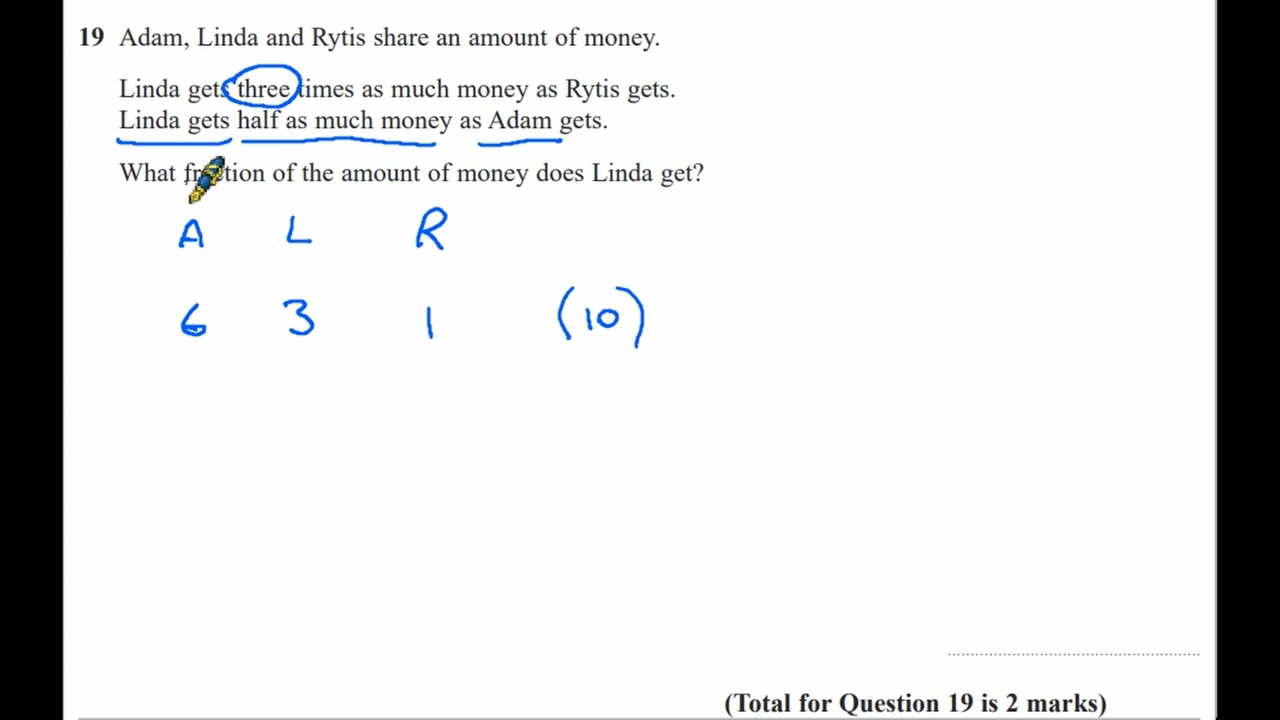 19 Adam, Linda and Rytis share an amount of money.
Linda gets three times as much money as Rytis gets.
Linda gets half as much money as Adam gets.
What fraction of the amount of money does Linda get?
A L R
6 3 1 (10)
(Total for Question 19 is 2 marks)